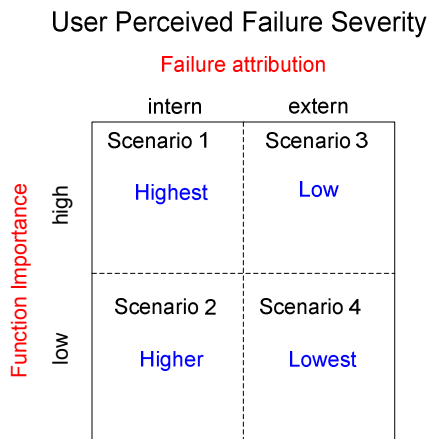 User Perceived Failure Severity
Failure attribution
intern extern
Function Importance
high
Scenario 1 Scenario 3
Highest Low
low
Scenario 2 Scenario 4
Higher Lowest